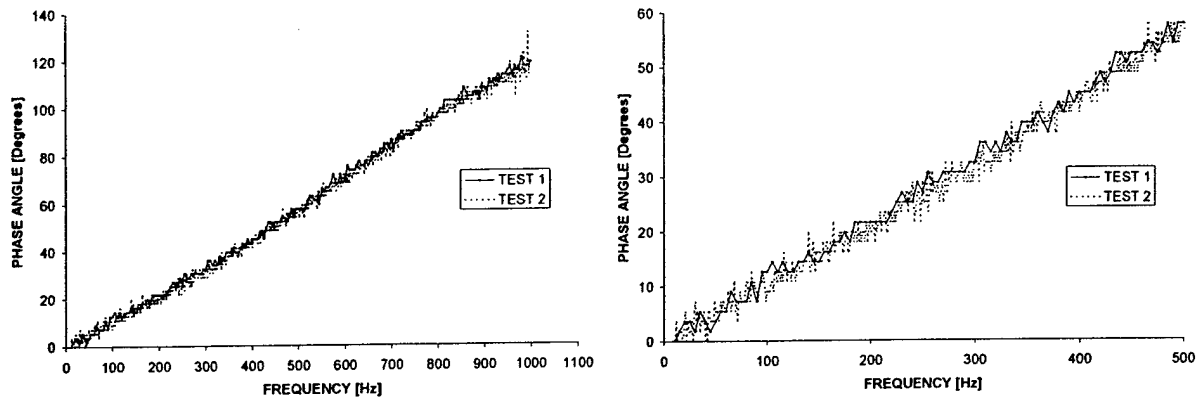 140
120
100
80
60
40
20
0
PHASE ANGLE [Degrees]
TEST 1
TEST 2
0 100 200 300 400 500 600 700 800 900 1000 1100
FREQUENCY [Hz]
60
50
40
30
20
10
0
PHASE ANGLE [Degrees]
TEST 1
TEST 2
0 100 200 300 400 500
FREQUENCY [Hz]